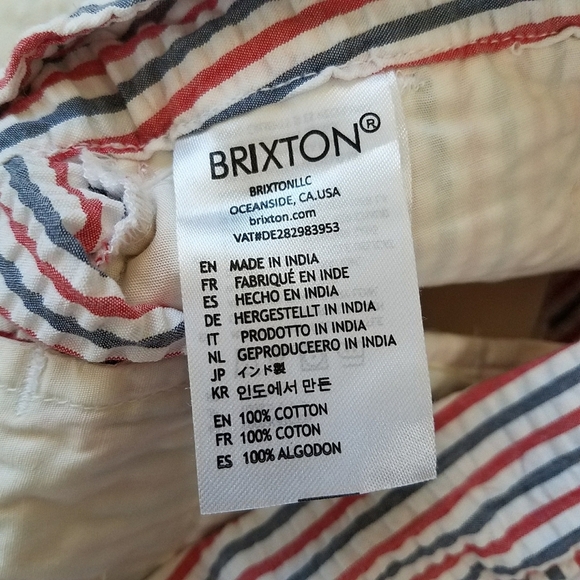 BRIXTON®
BRIXTONLLC
OCEANSIDE, CA.USA
brixton.com
VAT#DE282983953
EN MADE IN INDIA
FR FABRIQUÉ EN INDE
ES HECHO EN INDIA
DE HERGESTELLT IN INDIA
IT PRODOTTO IN INDIA
NL GEPRODUCEERO IN INDIA
JP インド製
KR 인도에서 만든
EN 100% COTTON
FR 100% COTON
ES 100% ALGODON